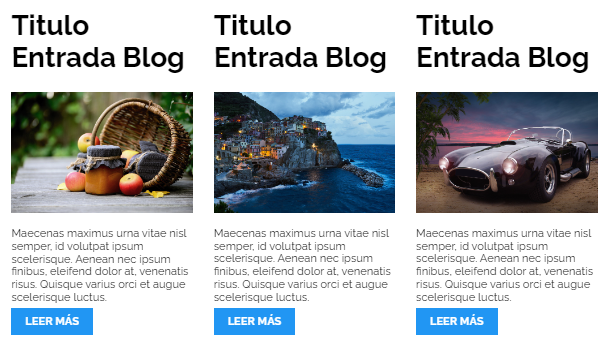 Titulo
Entrada Blog
Maecenas maximus urna vitae nisl
semper, id volutpat ipsum
scelerisque. Aenean nec ipsum
finibus, eleifend dolor at, venenatis
risus. Quisque varius orci et augue
scelerisque luctus.
LEER MÁS
Titulo
Entrada Blog
Maecenas maximus urna vitae nisl
semper, id volutpat ipsum
scelerisque. Aenean nec ipsum
finibus, eleifend dolor at, venenatis
risus. Quisque varius orci et augue
scelerisque luctus.
LEER MÁS
Titulo
Entrada Blog
Maecenas maximus urna vitae nisl
semper, id volutpat ipsum
scelerisque. Aenean nec ipsum
finibus, eleifend dolor at, venenatis
risus. Quisque varius orci et augue
scelerisque luctus.
LEER MÁS